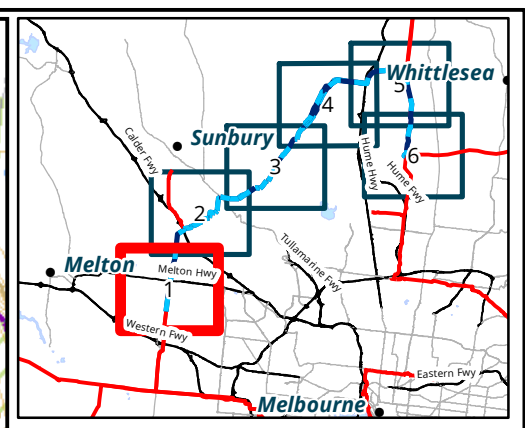 Whittlesea
5
4
Calder Fwy
Sunbury
Hume Hwy
6
3
Hume Fwy
2
Tullamarine Fwy
Melton
Melton Hwy
1
Western Fwy
Eastern Fwy
Melbourne